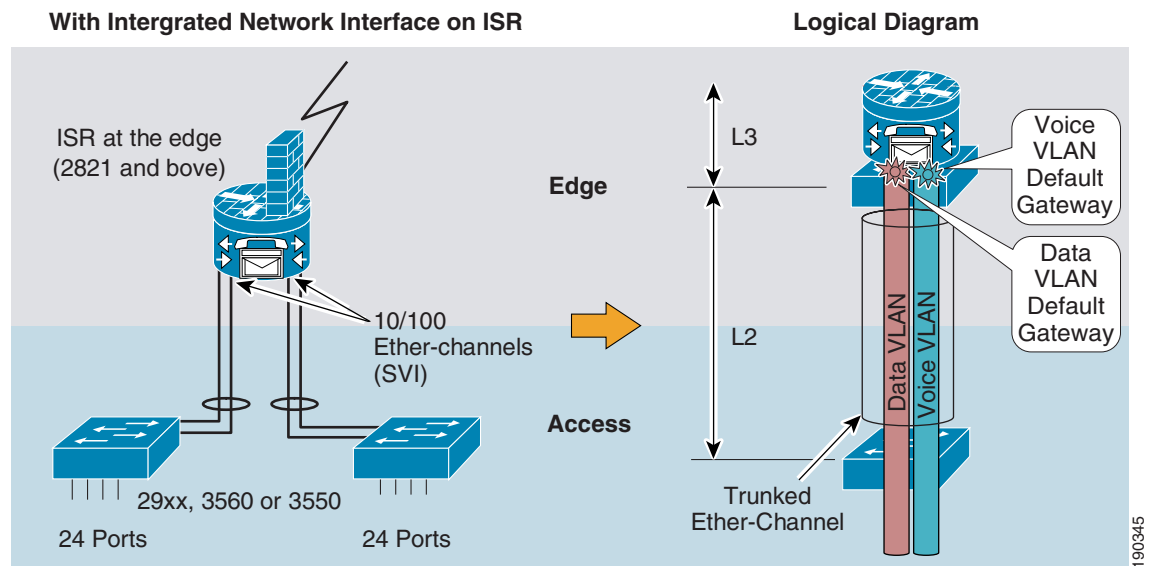 With Intergrated Network Interface on ISR
Logical Diagram
ISR at the edge
(2821 and bove)
Edge
10/100
Ether-channels
(SVI)
Access
29xx, 3560 or 3550
24 Ports
24 Ports
L3
L2
Voice
VLAN
Default
Gateway
Data
VLAN
Default
Gateway
Data VLAN
Voice VLAN
Trunked
Ether-Channel
190345